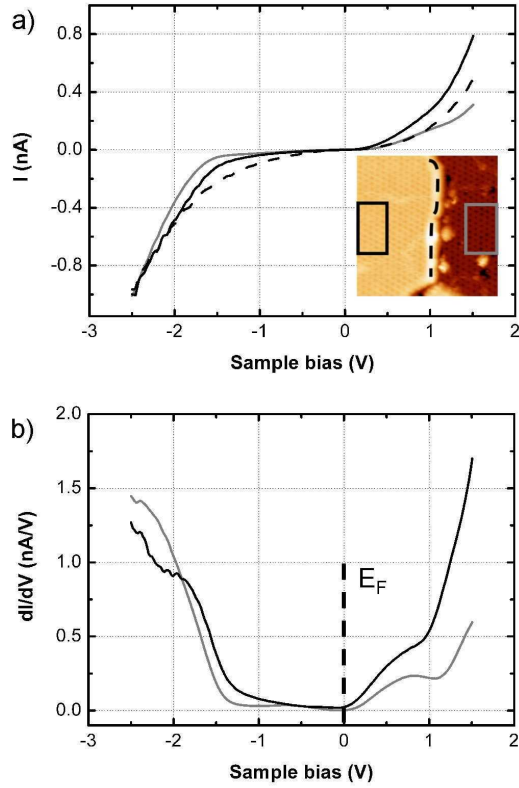 a)
0.8
0.4
0.0
-0.4
-0.8
I (nA)
-3 -2 -1 0 1 2
Sample bias (V)
b)
2.0
1.5
1.0
0.5
0.0
dI/dV (nA/V)
E_F
-3 -2 -1 0 1 2
Sample bias (V)